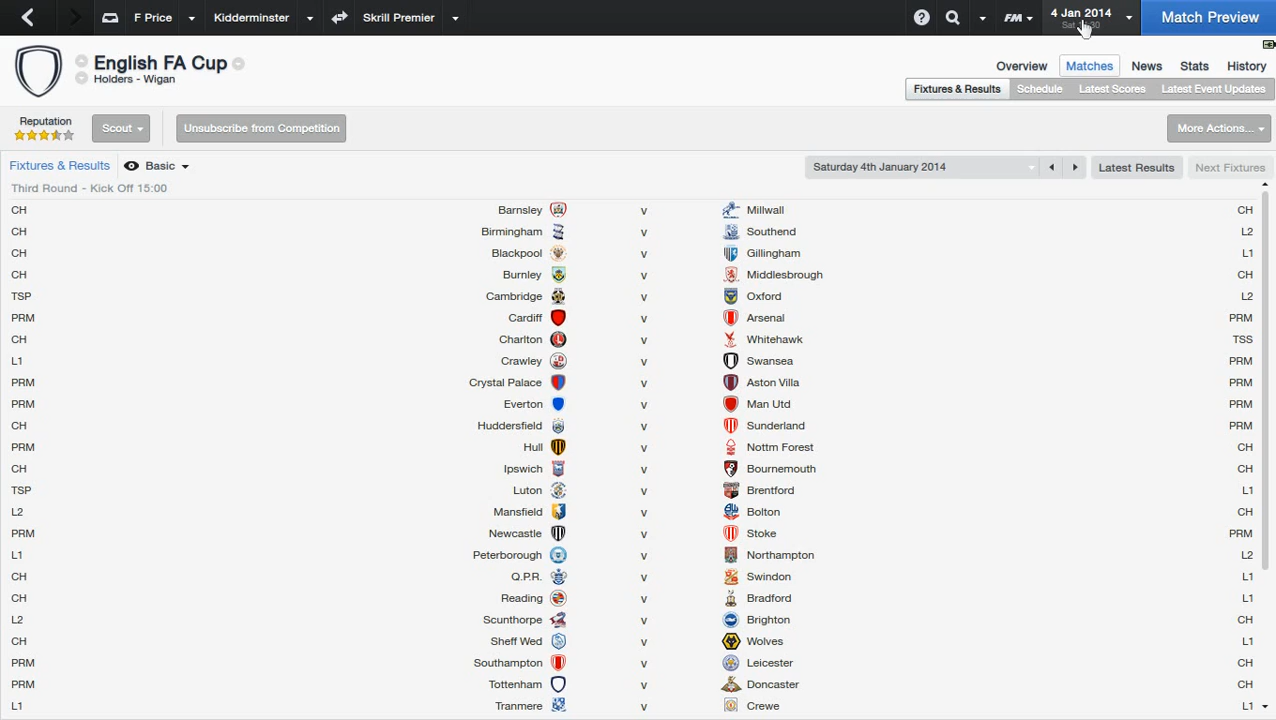 F Price Kidderminster Skrill Premier ? FM 4 Jan 2014 Match Preview
Sat
English FA Cup
Holders - Wigan
Overview Matches News Stats History
Fixtures & Results Schedule Latest Scores Latest Event Updates
Reputation Scout Unsubscribe from Competition More Actions...
Fixtures & Results Basic Saturday 4th January 2014 Latest Results Next Fixtures
Third Round - Kick Off 15:00
CH Barnsley v Millwall CH
CH Birmingham v Southend L2
CH Blackpool v Gillingham L1
CH Burnley v Middlesbrough CH
TSP Cambridge v Oxford L2
PRM Cardiff v Arsenal PRM
CH Charlton v Whitehawk TSS
L1 Crawley v Swansea PRM
PRM Crystal Palace v Aston Villa PRM
PRM Everton v Man Utd PRM
CH Huddersfield v Sunderland PRM
PRM Hull v Nottm Forest CH
CH Ipswich v Bournemouth CH
TSP Luton v Brentford L1
L2 Mansfield v Bolton CH
PRM Newcastle v Stoke PRM
L1 Peterborough v Northampton L2
CH Q.P.R. v Swindon L1
CH Reading v Bradford L1
L2 Scunthorpe v Brighton CH
CH Sheff Wed v Wolves L1
PRM Southampton v Leicester CH
PRM Tottenham v Doncaster CH
L1 Tranmere v Crewe L1